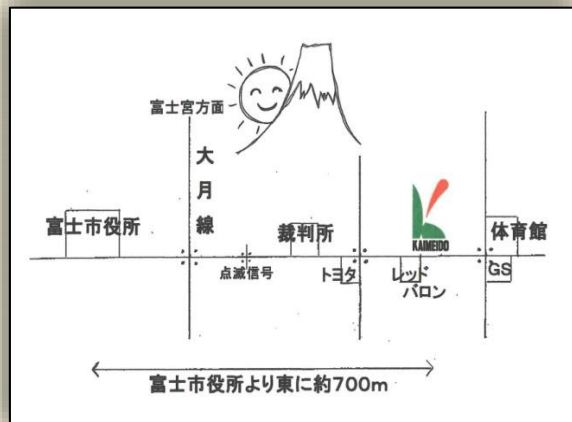 富士宮方面
大月線
富士市役所
裁判所
KAIMEIDO
体育館
点滅信号
トヨタ
レッド
バロン
GS
富士市役所より東に約700m